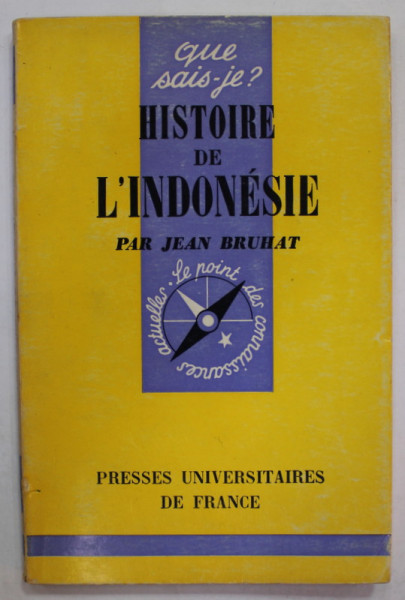 que
sais-je?
HISTOIRE
DE
L'INDONÉSIE
PAR JEAN BRUHAT
Le point des connaissances actuelles.
PRESSES UNIVERSITAIRES
DE FRANCE